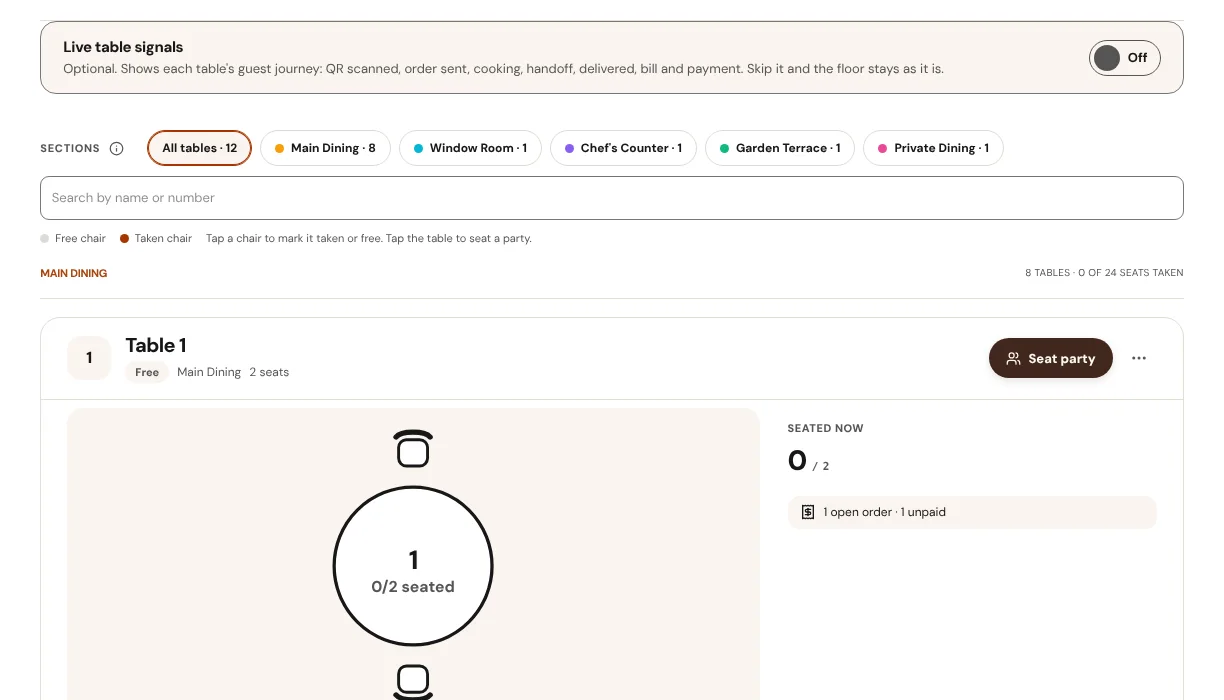 Live table signals
Optional. Shows each table's guest journey: QR scanned, order sent, cooking, handoff, delivered, bill and payment. Skip it and the floor stays as it is.
Off
SECTIONS
All tables · 12
Main Dining · 8
Window Room · 1
Chef's Counter · 1
Garden Terrace · 1
Private Dining · 1
Search by name or number
Free chair
Taken chair
Tap a chair to mark it taken or free. Tap the table to seat a party.
MAIN DINING
8 TABLES · 0 OF 24 SEATS TAKEN
1
Table 1
Free
Main Dining
2 seats
Seat party
1
0/2 seated
SEATED NOW
0 / 2
1 open order · 1 unpaid